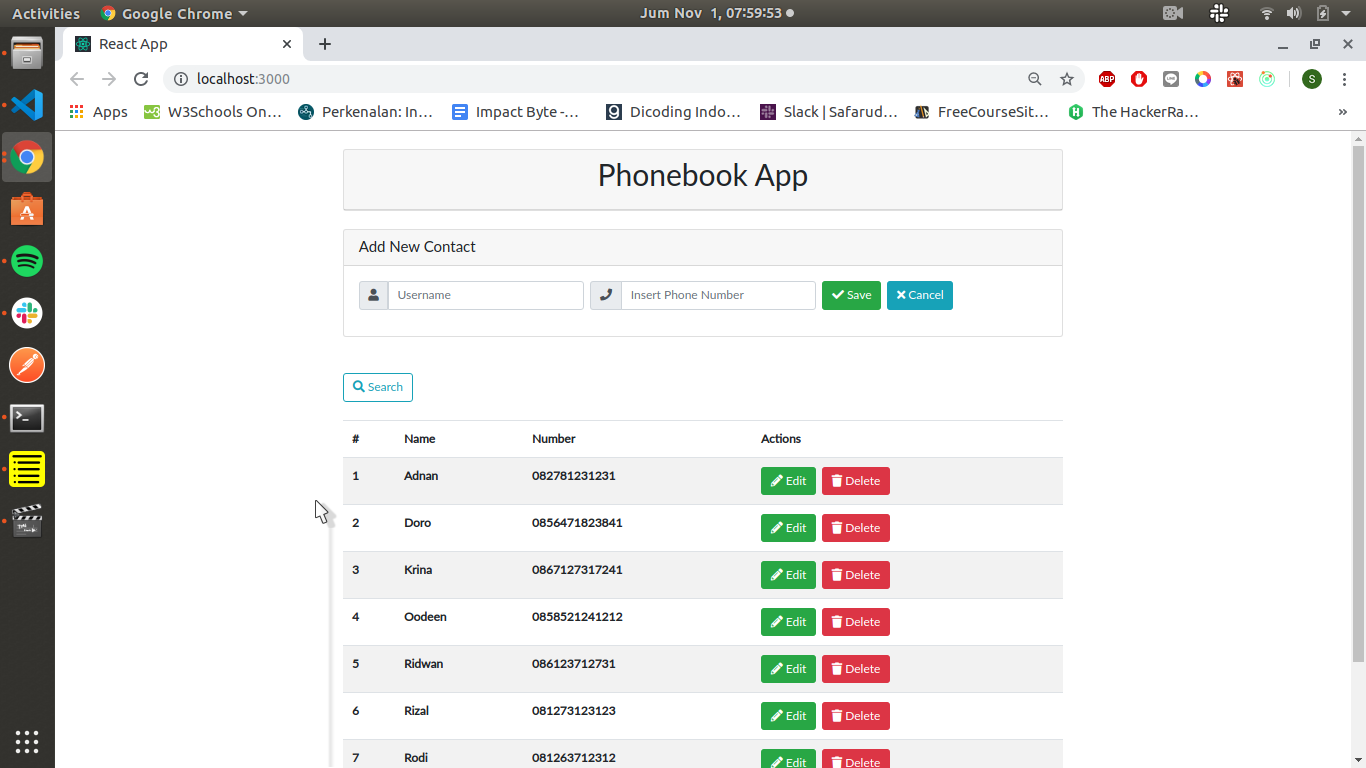 Activities Google Chrome Jum Nov 1, 07:59:53
React App
localhost:3000 ABP S
Apps W3Schools On... Perkenalan: In... Impact Byte -... Dicoding Indo... Slack | Safarud... FreeCourseSit... The HackerRa... »
Phonebook App
Add New Contact
Username Insert Phone Number Save Cancel
Search
# Name Number Actions
1 Adnan 082781231231 Edit Delete
2 Doro 0856471823841 Edit Delete
3 Krina 0867127317241 Edit Delete
4 Oodeen 0858521241212 Edit Delete
5 Ridwan 086123712731 Edit Delete
6 Rizal 081273123123 Edit Delete
7 Rodi 081263712312 Edit Delete